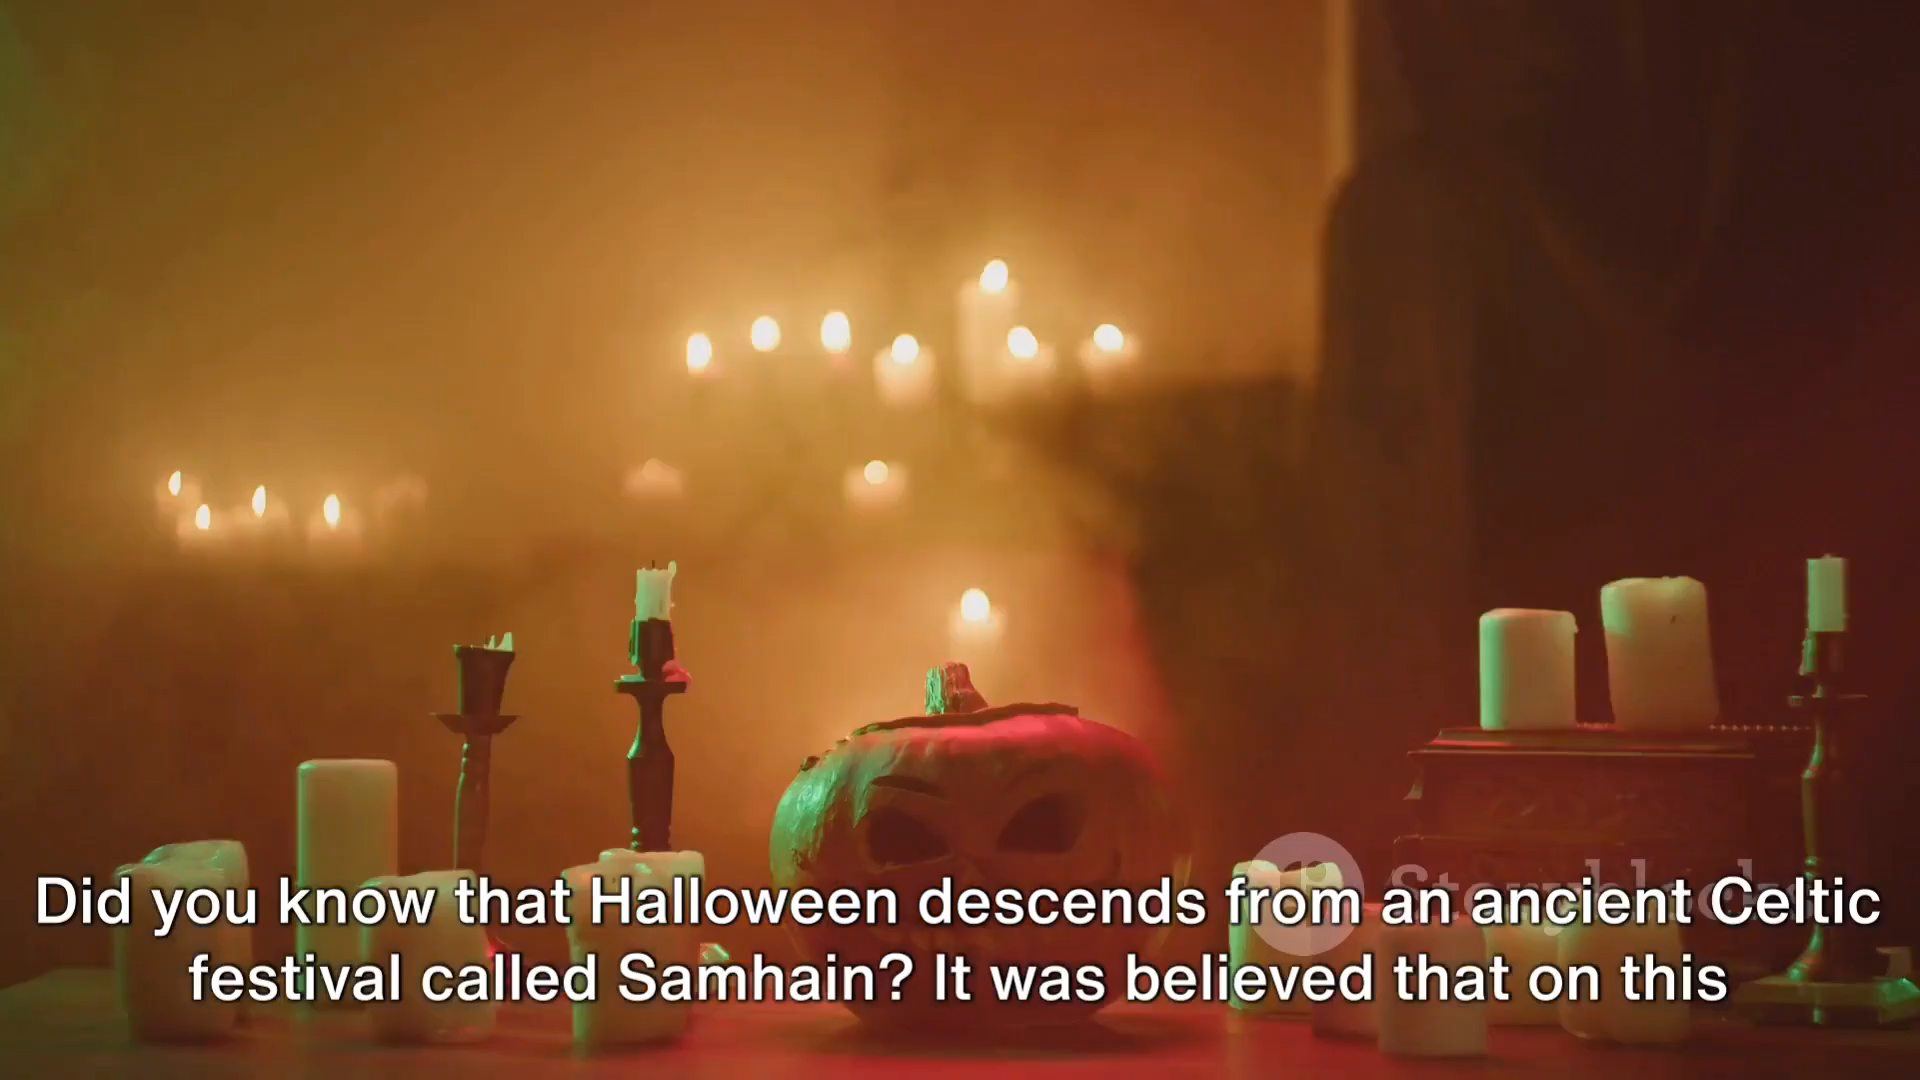 Storyblocks
Did you know that Halloween descends from an ancient Celtic
festival called Samhain? It was believed that on this